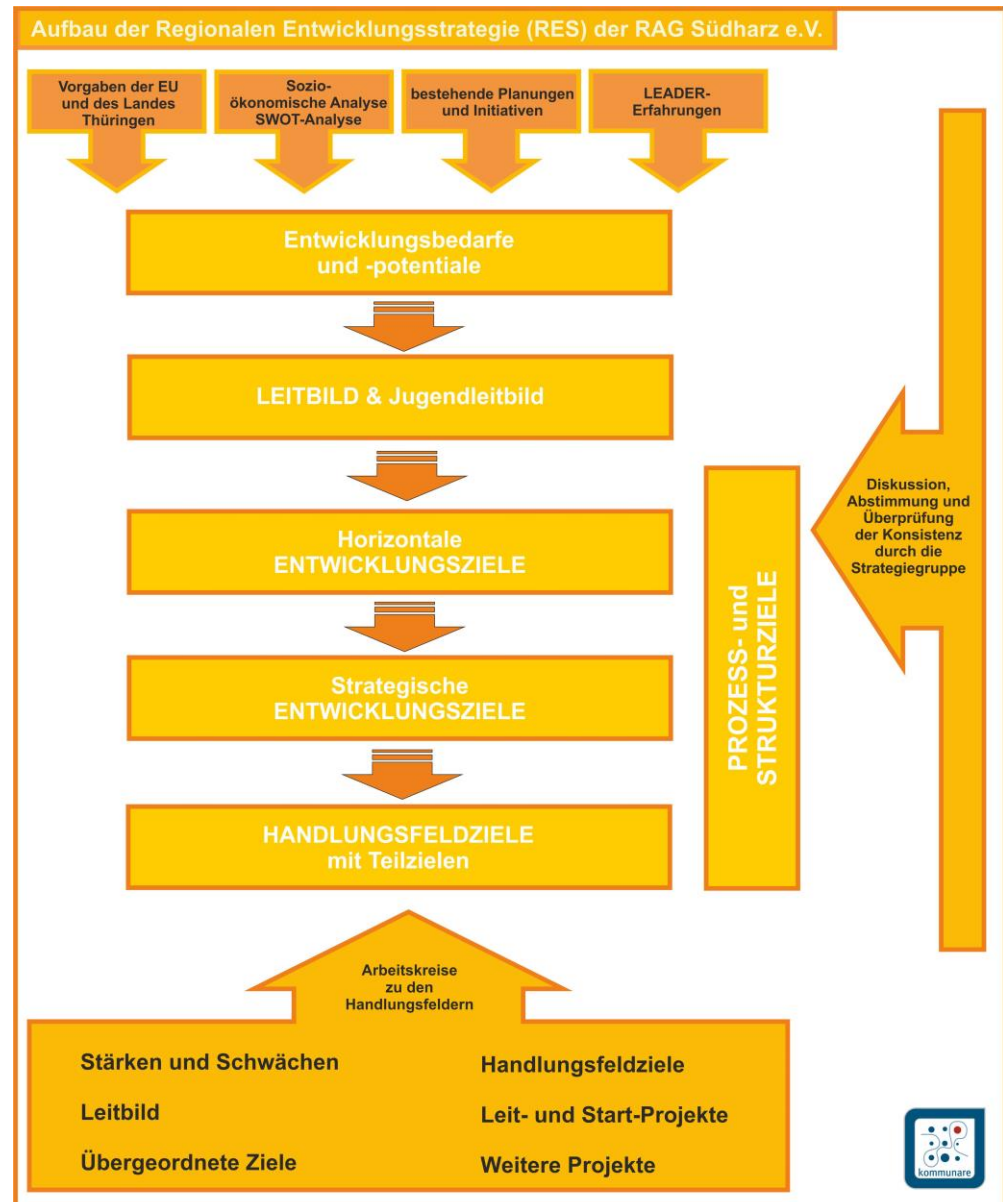 Aufbau der Regionalen Entwicklungsstrategie (RES) der RAG Südharz e.V.
Vorgaben der EU
und des Landes
Thüringen
Sozio-
ökonomische Analyse
SWOT-Analyse
bestehende Planungen
und Initiativen
LEADER-
Erfahrungen
Entwicklungsbedarfe
und -potentiale
LEITBILD & Jugendleitbild
Horizontale
ENTWICKLUNGSZIELE
Strategische
ENTWICKLUNGSZIELE
HANDLUNGSFELDZIELE
mit Teilzielen
PROZESS- und
STRUKTURZIELE
Diskussion,
Abstimmung und
Überprüfung
der Konsistenz
durch die
Strategiegruppe
Arbeitskreise
zu den
Handlungsfeldern
Stärken und Schwächen
Leitbild
Übergeordnete Ziele
Handlungsfeldziele
Leit- und Start-Projekte
Weitere Projekte
kommunare